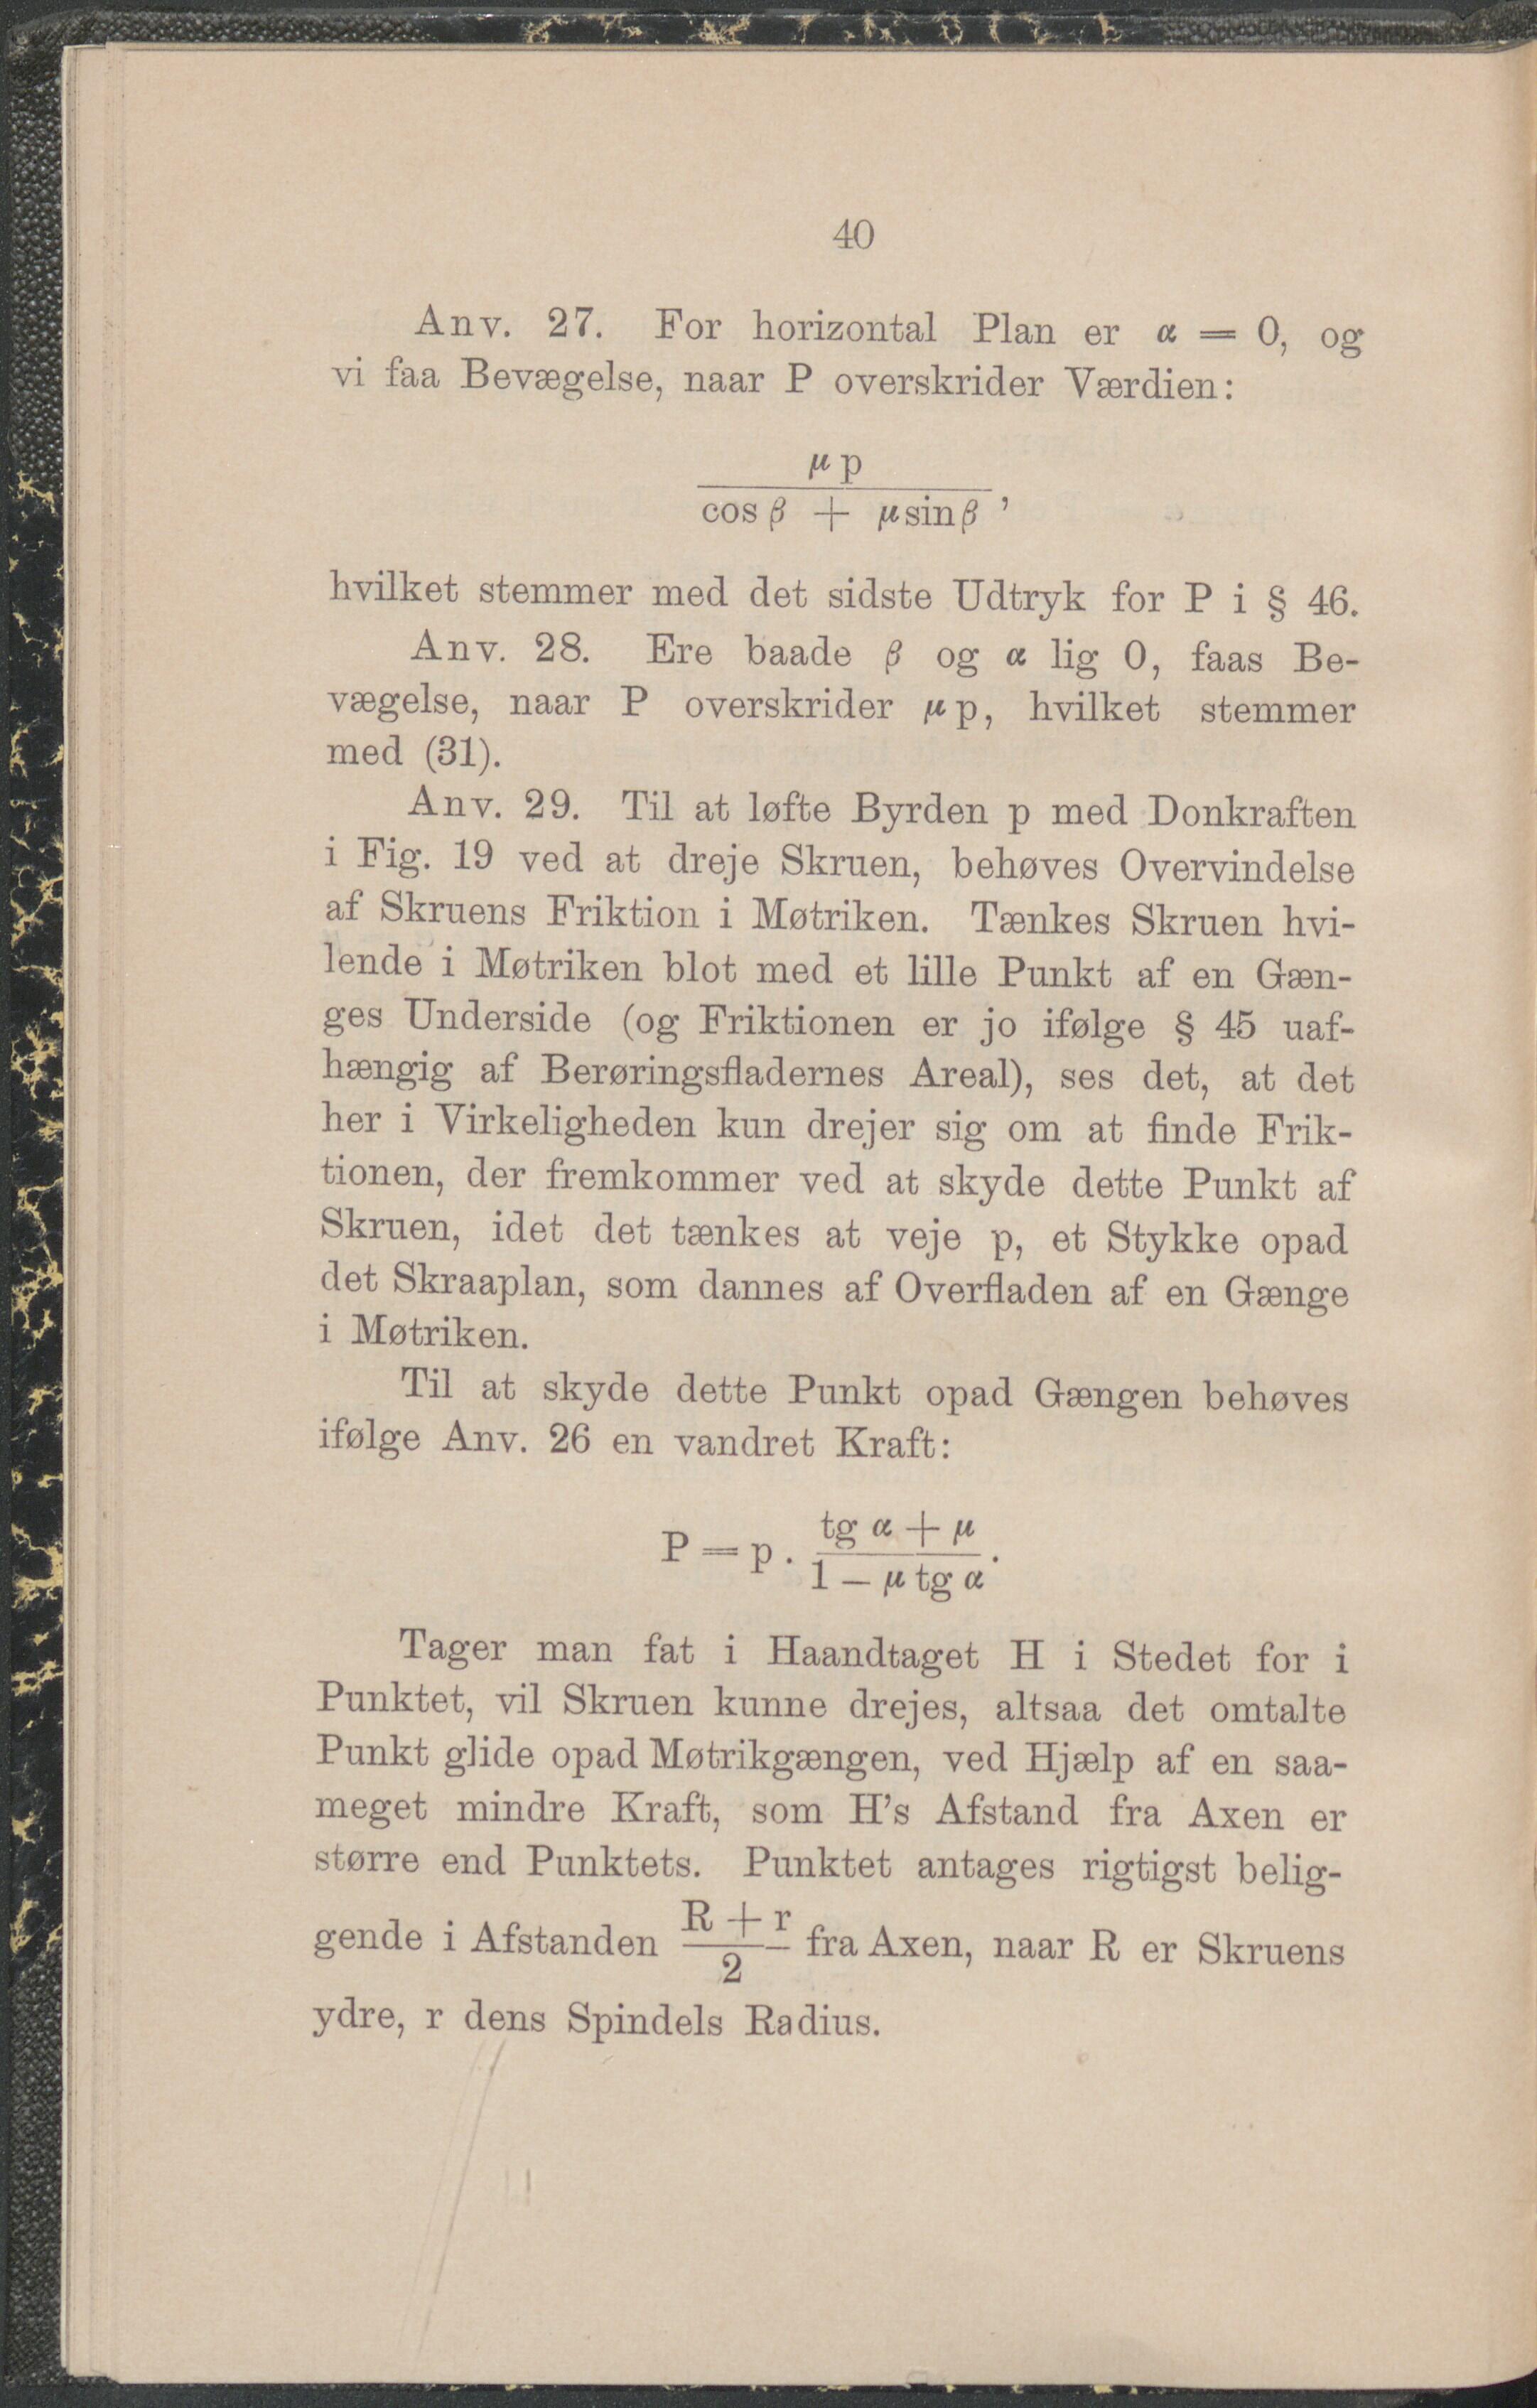 40
Anv. 27. For horizontal Plan er α = 0, og
vi faa Bevægelse, naar P overskrider Værdien:
μ p
cos β + μ sin β ,
hvilket stemmer med det sidste Udtryk for P i § 46.
Anv. 28. Ere baade β og α lig 0, faas Be-
vægelse, naar P overskrider μ p, hvilket stemmer
med (31).
Anv. 29. Til at løfte Byrden p med Donkraften
i Fig. 19 ved at dreje Skruen, behøves Overvindelse
af Skruens Friktion i Møtriken. Tænkes Skruen hvi-
lende i Møtriken blot med et lille Punkt af en Gæn-
ges Underside (og Friktionen er jo ifølge § 45 uaf-
hængig af Berøringsfladernes Areal), ses det, at det
her i Virkeligheden kun drejer sig om at finde Frik-
tionen, der fremkommer ved at skyde dette Punkt af
Skruen, idet det tænkes at veje p, et Stykke opad
det Skraaplan, som dannes af Overfladen af en Gænge
i Møtriken.
Til at skyde dette Punkt opad Gængen behøves
ifølge Anv. 26 en vandret Kraft:
tg α + μ
P = p .
1 — μ tg α .
Tager man fat i Haandtaget H i Stedet for i
Punktet, vil Skruen kunne drejes, altsaa det omtalte
Punkt glide opad Møtrikgængen, ved Hjælp af en saa-
meget mindre Kraft, som H's Afstand fra Axen er
større end Punktets. Punktet antages rigtigst belig-
R + r
gende i Afstanden fra Axen, naar R er Skruens
2
ydre, r dens Spindels Radius.